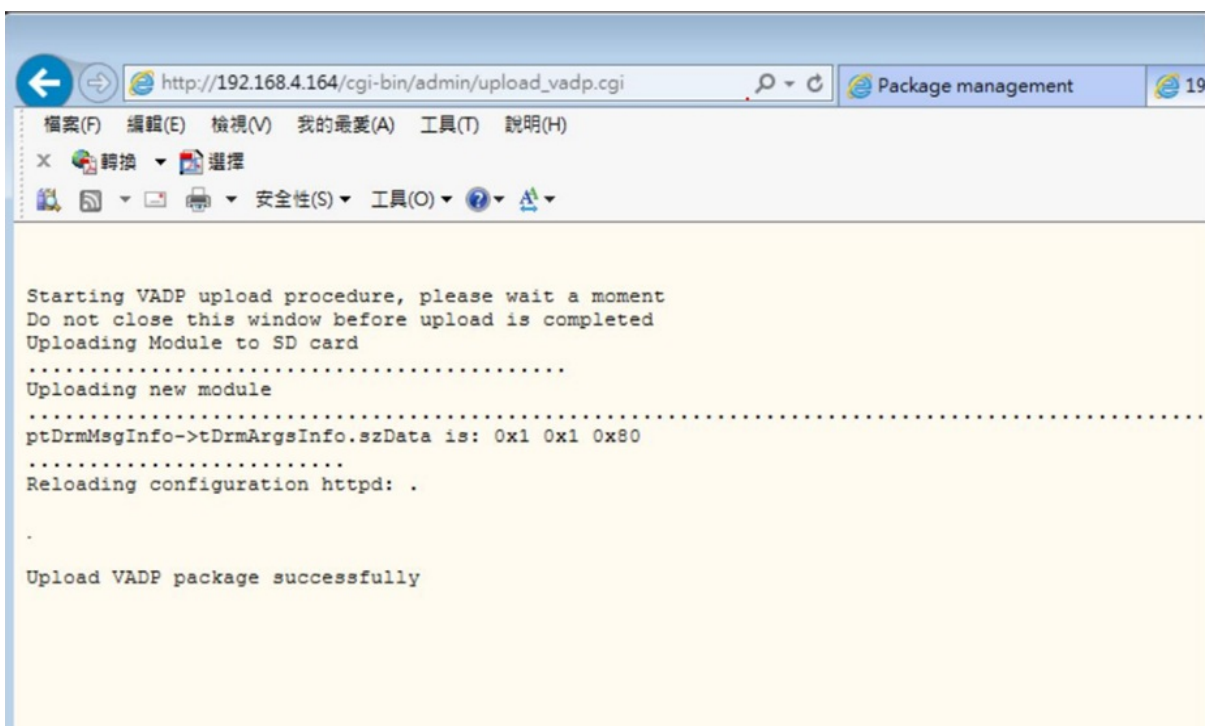 http://192.168.4.164/cgi-bin/admin/upload_vadp.cgi
Package management
19
檔案(F) 編輯(E) 檢視(V) 我的最愛(A) 工具(T) 說明(H)
x 轉換 選擇
安全性(S) 工具(O)
Starting VADP upload procedure, please wait a moment
Do not close this window before upload is completed
Uploading Module to SD card
............................................
Uploading new module
................................................................................................
ptDrmMsgInfo->tDrmArgsInfo.szData is: 0x1 0x1 0x80
..........................
Reloading configuration httpd: .
.
Upload VADP package successfully